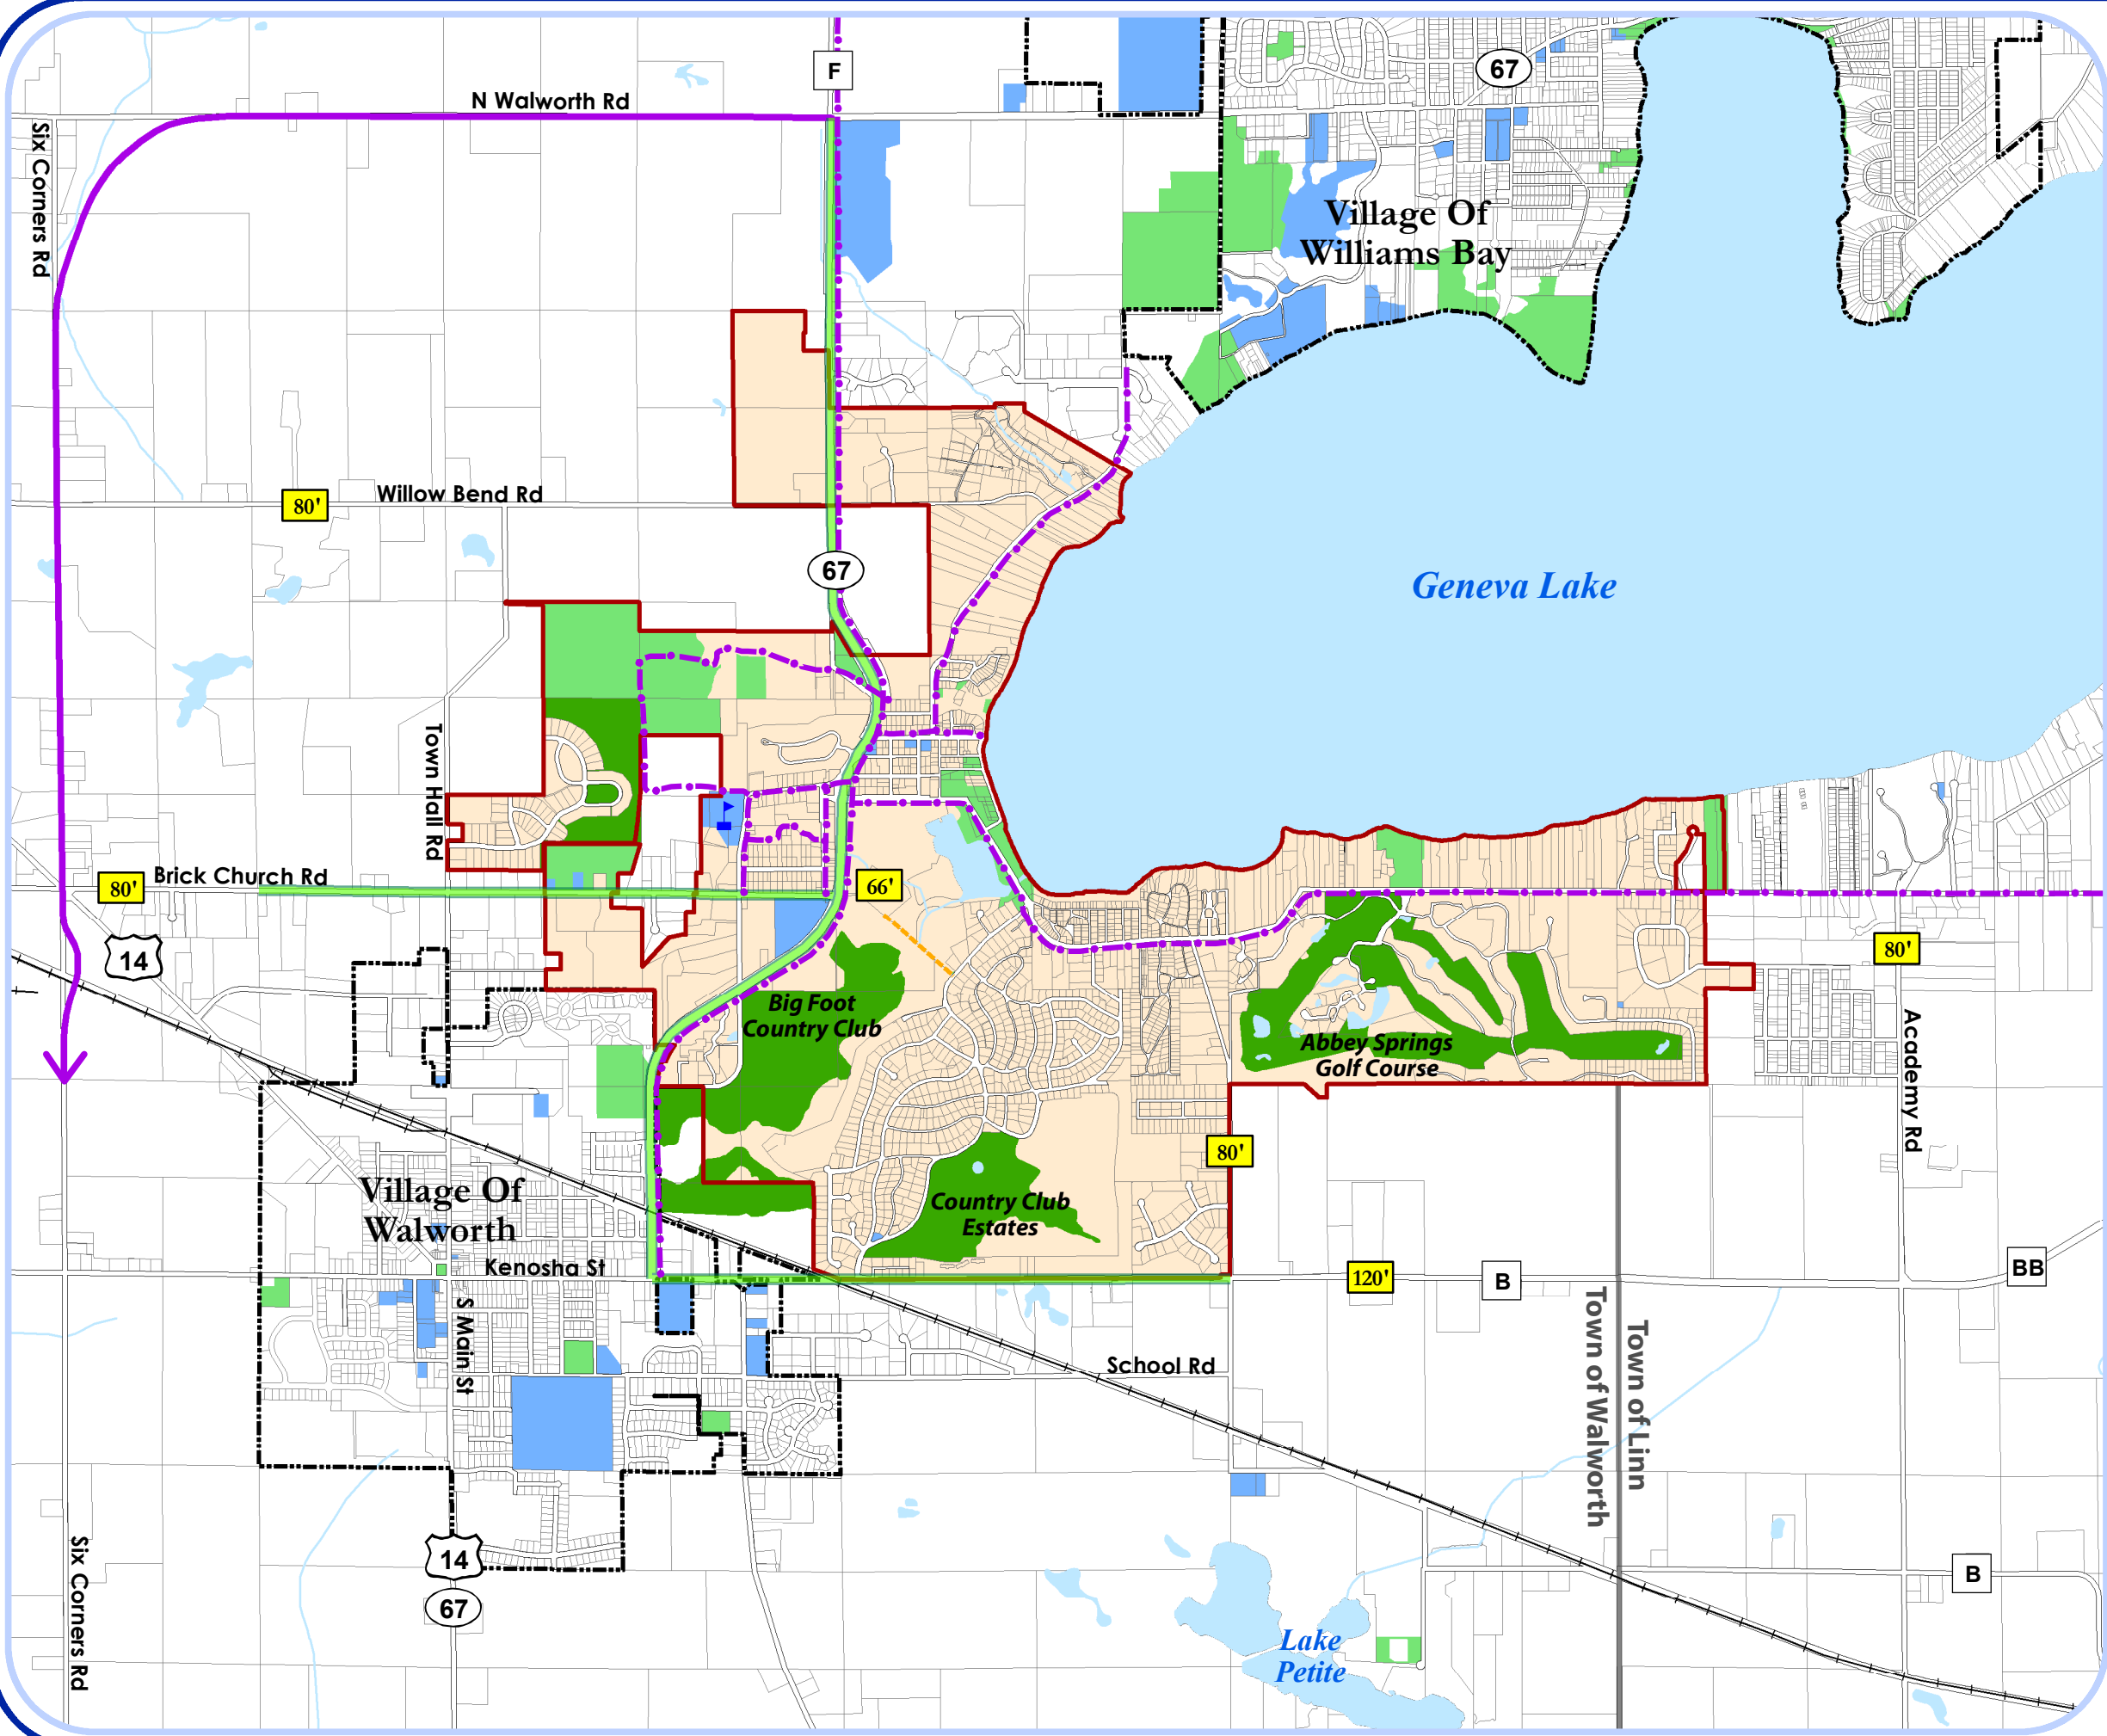 F
67
N Walworth Rd
Six Corners Rd
Village Of
Williams Bay
80'
Willow Bend Rd
67
Geneva Lake
Town Hall Rd
80'
Brick Church Rd
66'
14
80'
Big Foot
Country Club
Abbey Springs
Golf Course
Academy Rd
80'
Village Of
Walworth
Country Club
Estates
Kenosha St
120'
B
BB
S Main St
School Rd
Town of Walworth
Town of Linn
14
67
Six Corners Rd
B
Lake
Petite